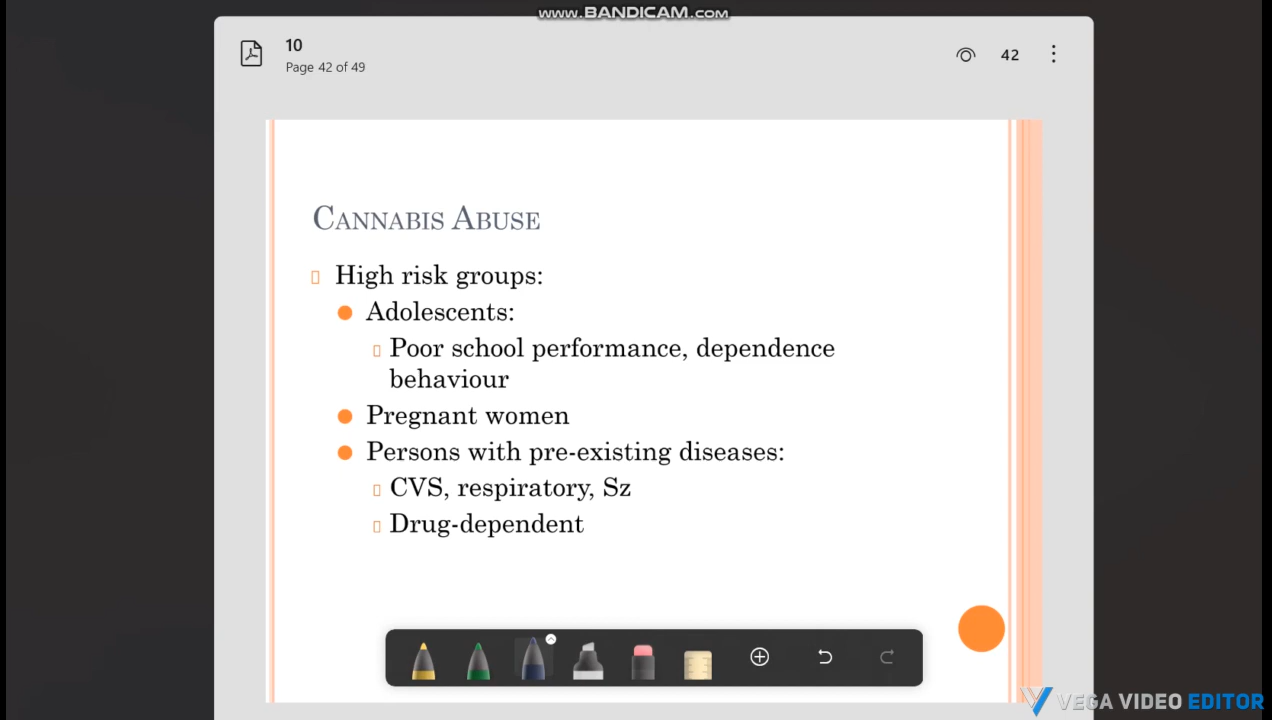 www.BANDICAM.com
10
Page 42 of 49
42
Cannabis Abuse
High risk groups:
Adolescents:
Poor school performance, dependence
behaviour
Pregnant women
Persons with pre-existing diseases:
CVS, respiratory, Sz
Drug-dependent
VEGA VIDEO EDITOR